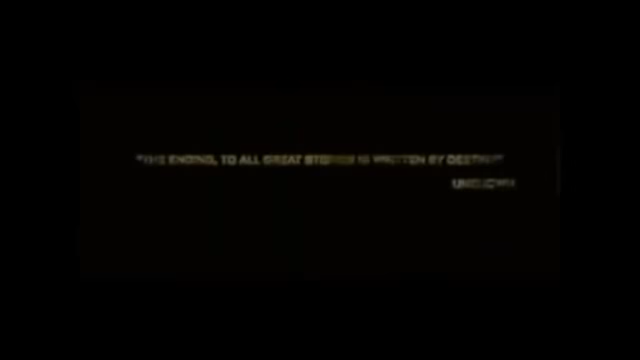 "THE ENDING, TO ALL GREAT STORIES IS WRITTEN BY DESTINY"
UNKNOWN